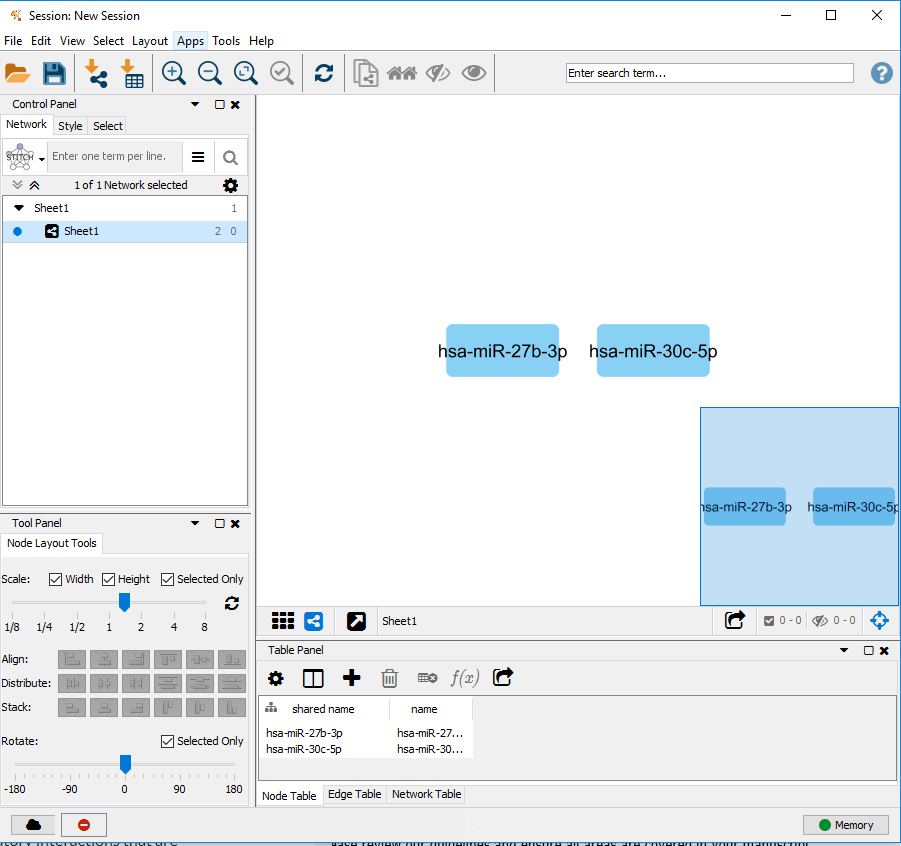 Session: New Session
File Edit View Select Layout Apps Tools Help
Enter search term...
?
Control Panel
Network Style Select
STITCH Enter one term per line.
1 of 1 Network selected
Sheet1 1
Sheet1 2 0
hsa-miR-27b-3p hsa-miR-30c-5p
hsa-miR-27b-3p hsa-miR-30c-5p
Tool Panel
Node Layout Tools
Scale: Width Height Selected Only
1/8 1/4 1/2 1 2 4 8
Align:
Distribute:
Stack:
Rotate: Selected Only
-180 -90 0 90 180
Sheet1 0 - 0 0 - 0
Table Panel
f(x)
shared name name
hsa-miR-27b-3p hsa-miR-27...
hsa-miR-30c-5p hsa-miR-30...
Node Table Edge Table Network Table
Memory